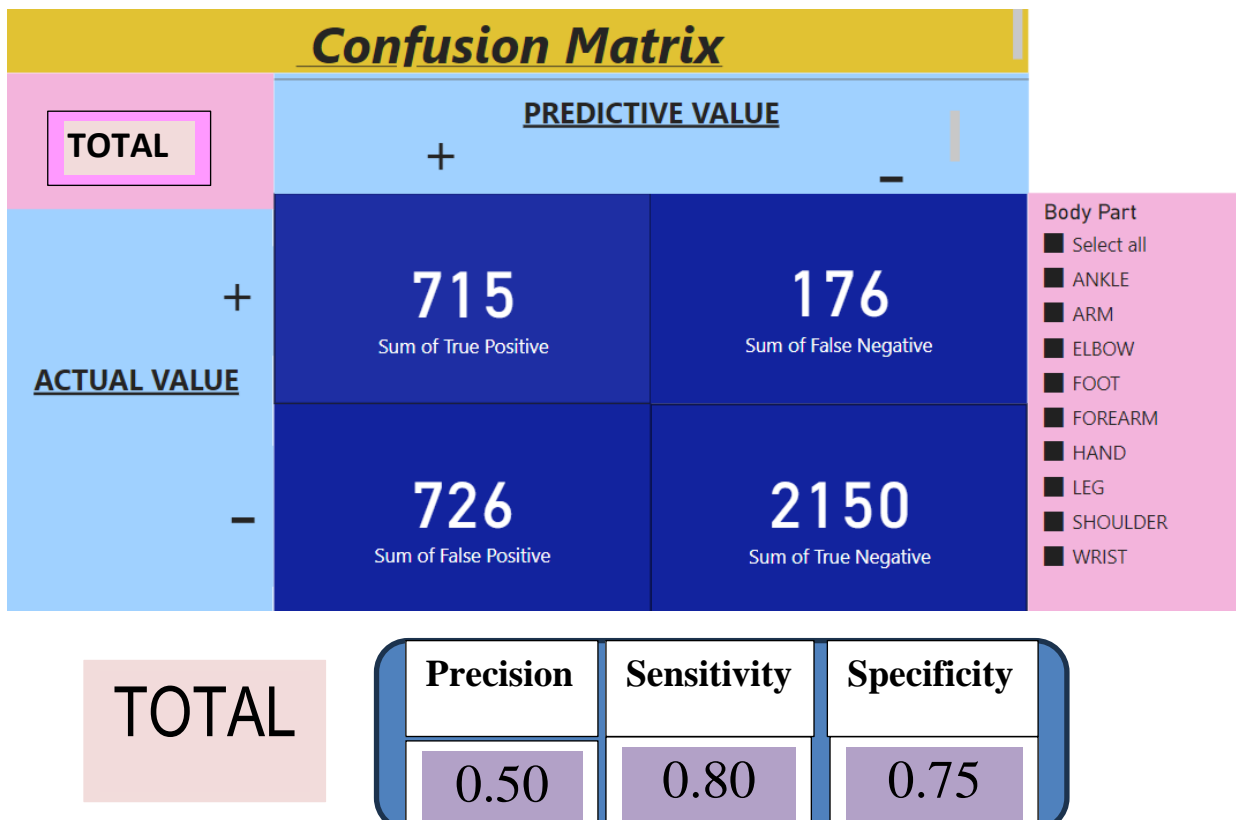 Confusion Matrix
TOTAL
PREDICTIVE VALUE
+
-
+
ACTUAL VALUE
-
715
Sum of True Positive
176
Sum of False Negative
726
Sum of False Positive
2150
Sum of True Negative
Body Part
Select all
ANKLE
ARM
ELBOW
FOOT
FOREARM
HAND
LEG
SHOULDER
WRIST
TOTAL
Precision Sensitivity Specificity
0.50 0.80 0.75